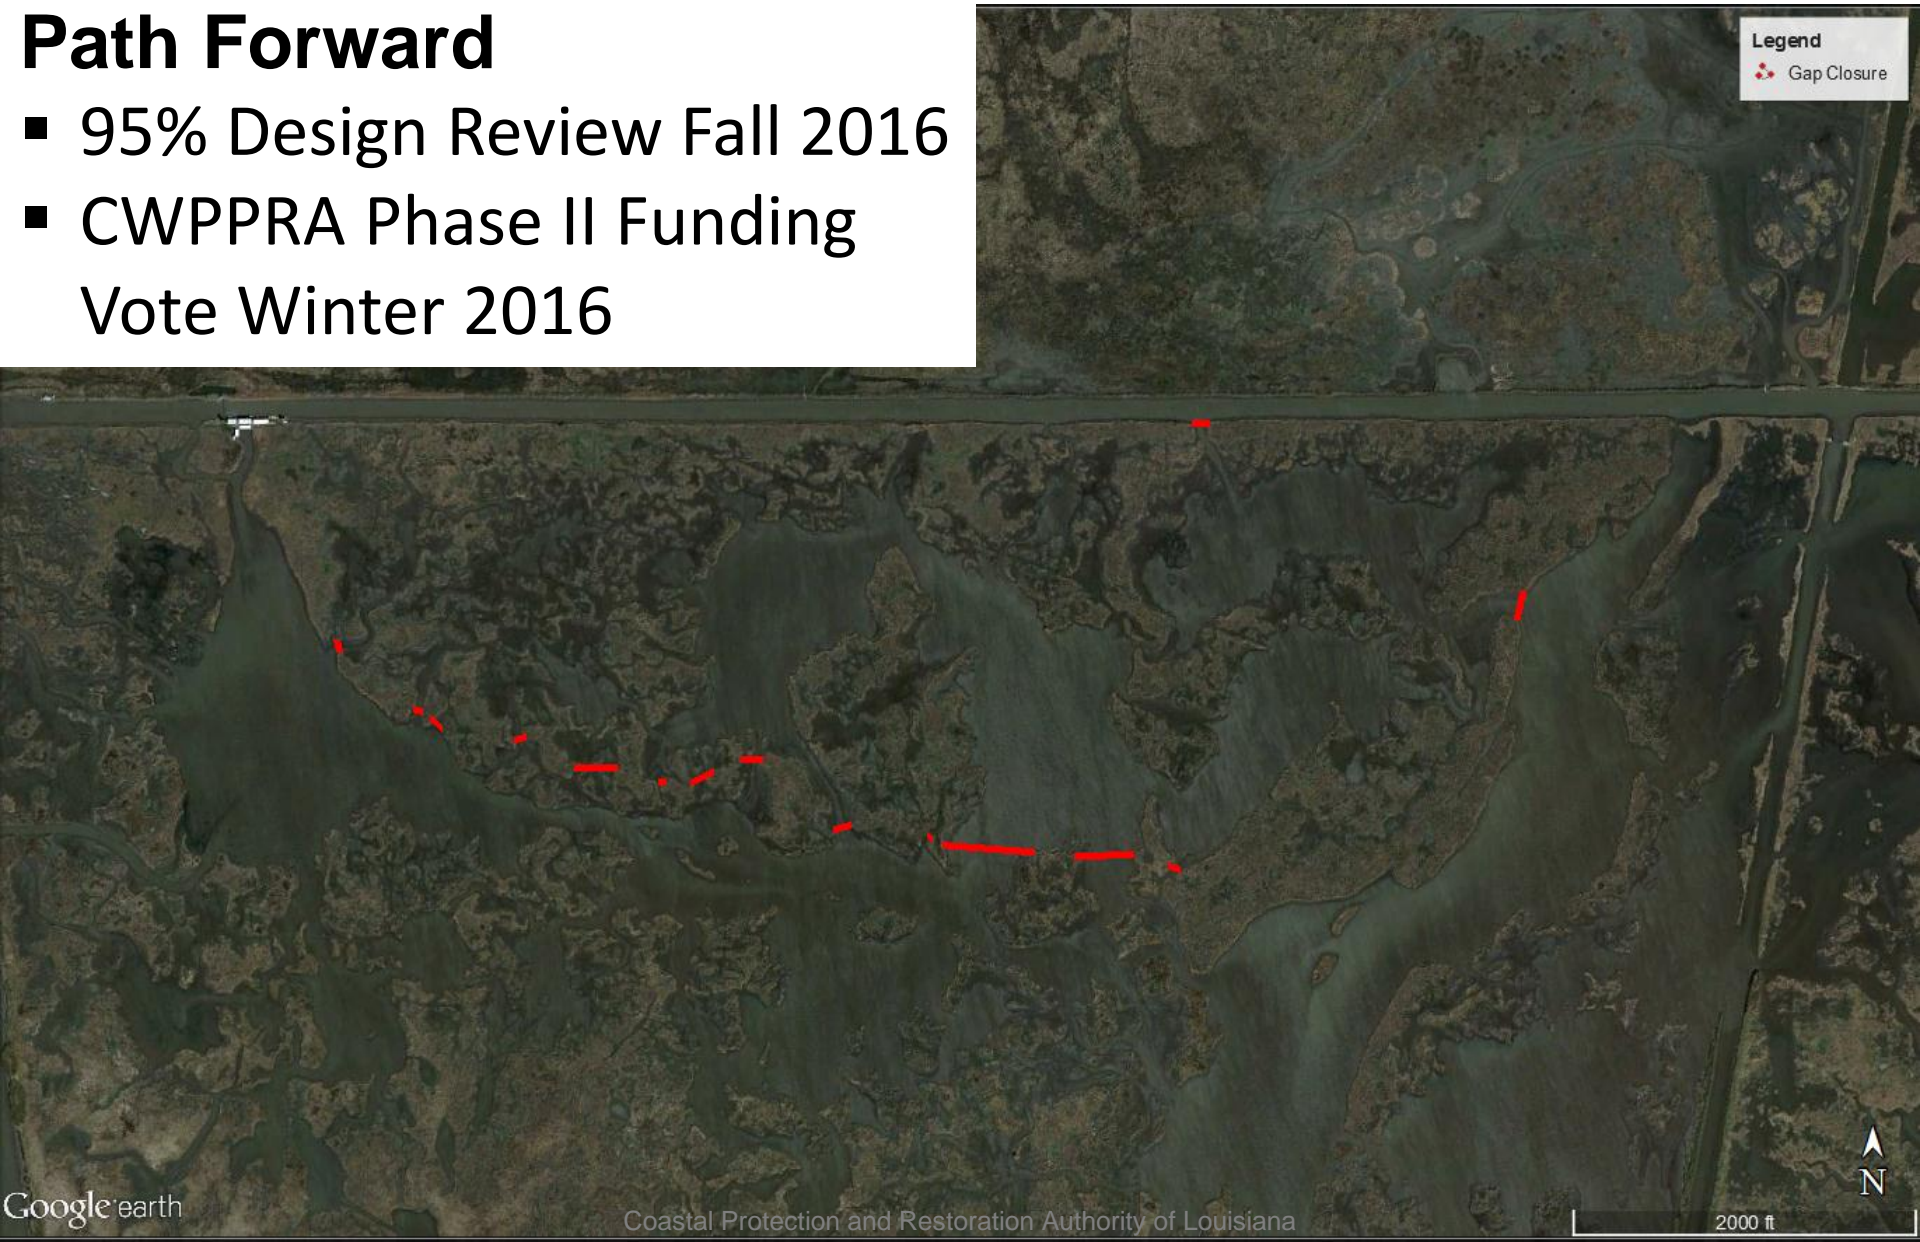 Path Forward
▪ 95% Design Review Fall 2016
▪ CWPPRA Phase II Funding
Vote Winter 2016
Legend
Gap Closure
N
Google earth
Coastal Protection and Restoration Authority of Louisiana
2000 ft